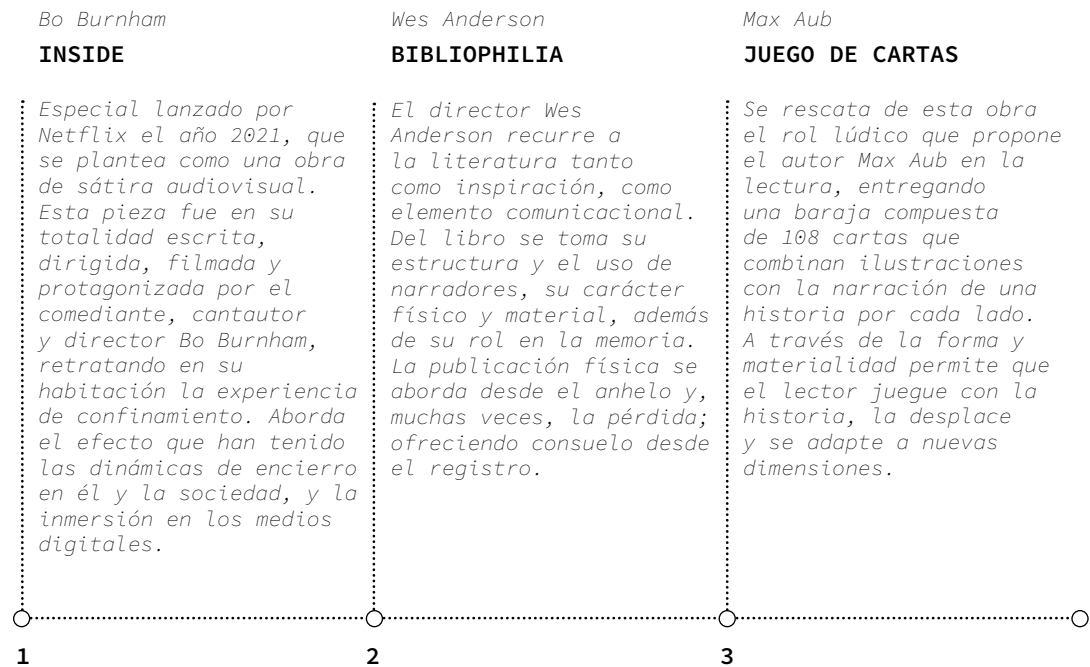 Bo Burnham
INSIDE
Especial lanzado por
Netflix el año 2021, que
se plantea como una obra
de sátira audiovisual.
Esta pieza fue en su
totalidad escrita,
dirigida, filmada y
protagonizada por el
comediante, cantautor
y director Bo Burnham,
retratando en su
habitación la experiencia
de confinamiento. Aborda
el efecto que han tenido
las dinámicas de encierro
en él y la sociedad, y la
inmersión en los medios
digitales.
1
Wes Anderson
BIBLIOPHILIA
El director Wes
Anderson recurre a
la literatura tanto
como inspiración, como
elemento comunicacional.
Del libro se toma su
estructura y el uso de
narradores, su carácter
físico y material, además
de su rol en la memoria.
La publicación física se
aborda desde el anhelo y,
muchas veces, la pérdida;
ofreciendo consuelo desde
el registro.
2
Max Aub
JUEGO DE CARTAS
Se rescata de esta obra
el rol lúdico que propone
el autor Max Aub en la
lectura, entregando
una baraja compuesta
de 108 cartas que
combinan ilustraciones
con la narración de una
historia por cada lado.
A través de la forma y
materialidad permite que
el lector juegue con la
historia, la desplace
y se adapte a nuevas
dimensiones.
3